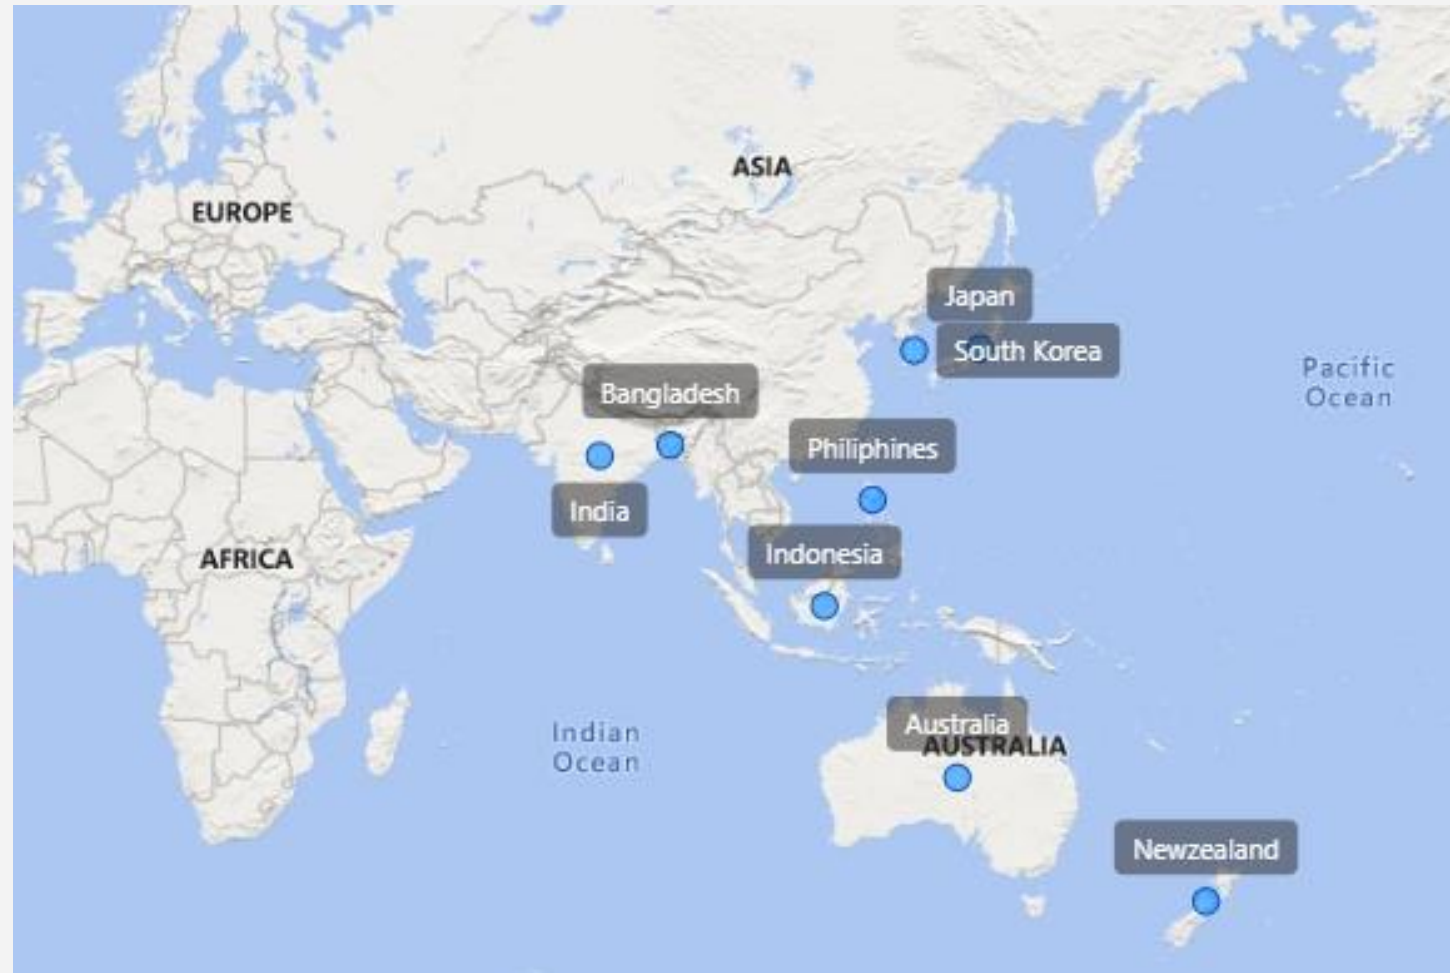 ASIA
EUROPE
Japan
South Korea
Pacific
Ocean
Bangladesh
Philiphines
India
Indonesia
AFRICA
Australia
AUSTRALIA
Indian
Ocean
Newzealand